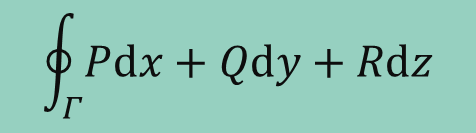 ∮_Γ Pdx + Qdy + Rdz